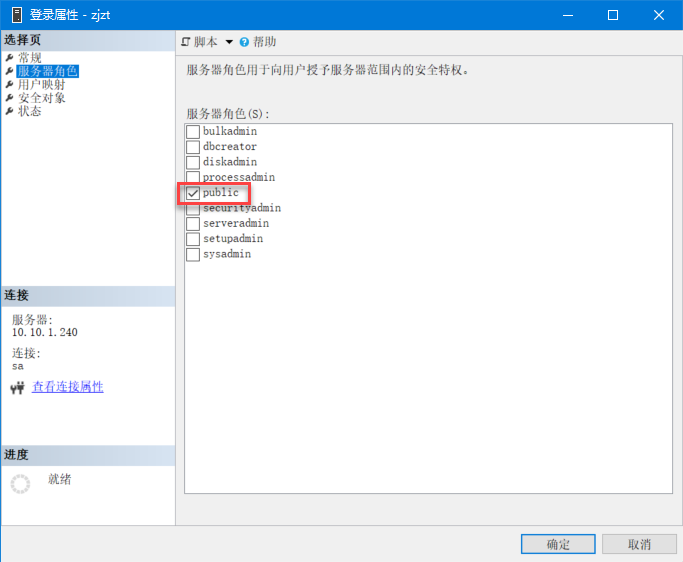 登录属性 - zjzt
选择页
常规
服务器角色
用户映射
安全对象
状态
连接
服务器:
10.10.1.240
连接:
sa
查看连接属性
进度
就绪
脚本 帮助
服务器角色用于向用户授予服务器范围内的安全特权。
服务器角色(S):
bulkadmin
dbcreator
diskadmin
processadmin
public
securityadmin
serveradmin
setupadmin
sysadmin
确定 取消